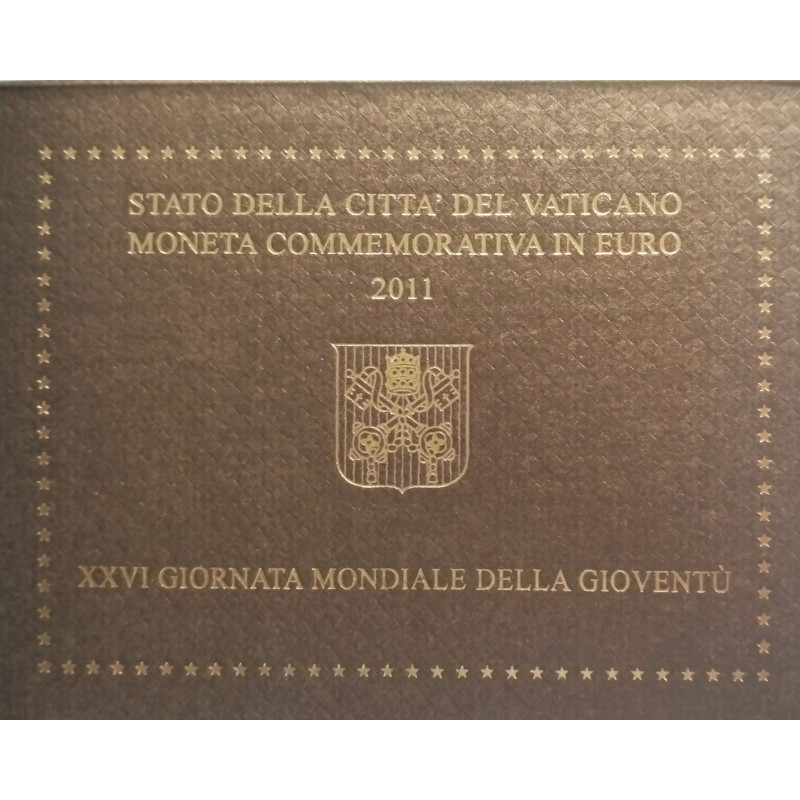 STATO DELLA CITTA' DEL VATICANO
MONETA COMMEMORATIVA IN EURO
2011
XXVI GIORNATA MONDIALE DELLA GIOVENTÙ